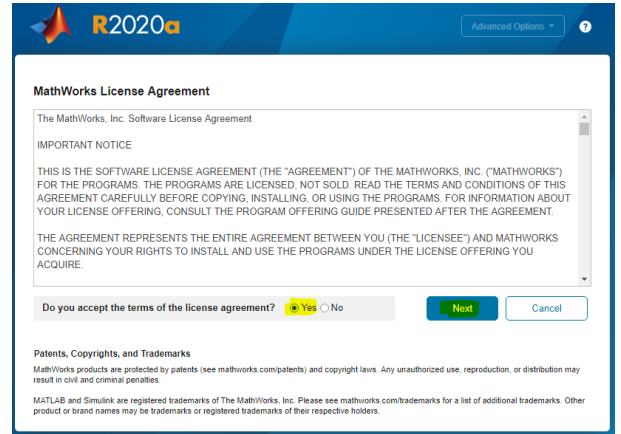 R2020a
Advanced Options
?
MathWorks License Agreement
The MathWorks, Inc. Software License Agreement
IMPORTANT NOTICE
THIS IS THE SOFTWARE LICENSE AGREEMENT (THE "AGREEMENT") OF THE MATHWORKS, INC. ("MATHWORKS")
FOR THE PROGRAMS. THE PROGRAMS ARE LICENSED, NOT SOLD. READ THE TERMS AND CONDITIONS OF THIS
AGREEMENT CAREFULLY BEFORE COPYING, INSTALLING, OR USING THE PROGRAMS. FOR INFORMATION ABOUT
YOUR LICENSE OFFERING, CONSULT THE PROGRAM OFFERING GUIDE PRESENTED AFTER THE AGREEMENT.
THE AGREEMENT REPRESENTS THE ENTIRE AGREEMENT BETWEEN YOU (THE "LICENSEE") AND MATHWORKS
CONCERNING YOUR RIGHTS TO INSTALL AND USE THE PROGRAMS UNDER THE LICENSE OFFERING YOU
ACQUIRE.
Do you accept the terms of the license agreement? Yes No
Next
Cancel
Patents, Copyrights, and Trademarks
MathWorks products are protected by patents (see mathworks.com/patents) and copyright laws. Any unauthorized use, reproduction, or distribution may
result in civil and criminal penalties.
MATLAB and Simulink are registered trademarks of The MathWorks, Inc. Please see mathworks.com/trademarks for a list of additional trademarks. Other
product or brand names may be trademarks or registered trademarks of their respective holders.